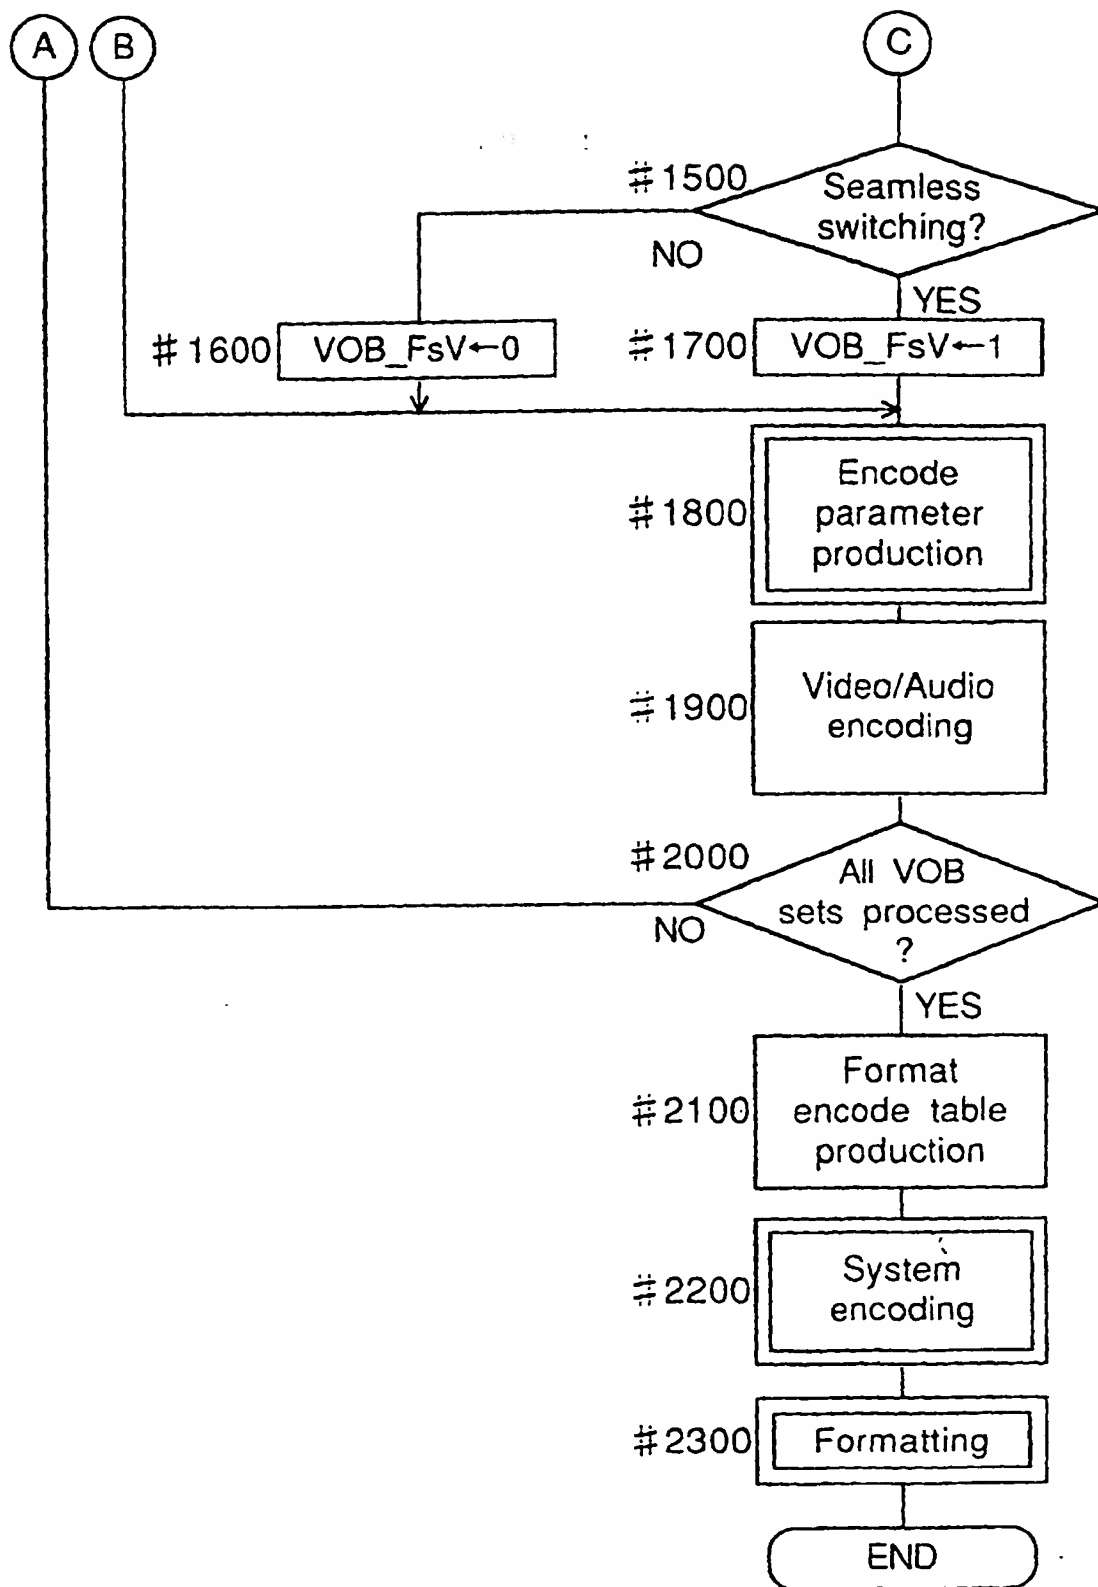 A B C
#1500
Seamless
switching?
NO
YES
#1600
VOB_FsV←0
#1700
VOB_FsV←1
#1800
Encode
parameter
production
#1900
Video/Audio
encoding
#2000
All VOB
sets processed
?
NO
YES
#2100
Format
encode table
production
#2200
System
encoding
#2300
Formatting
END